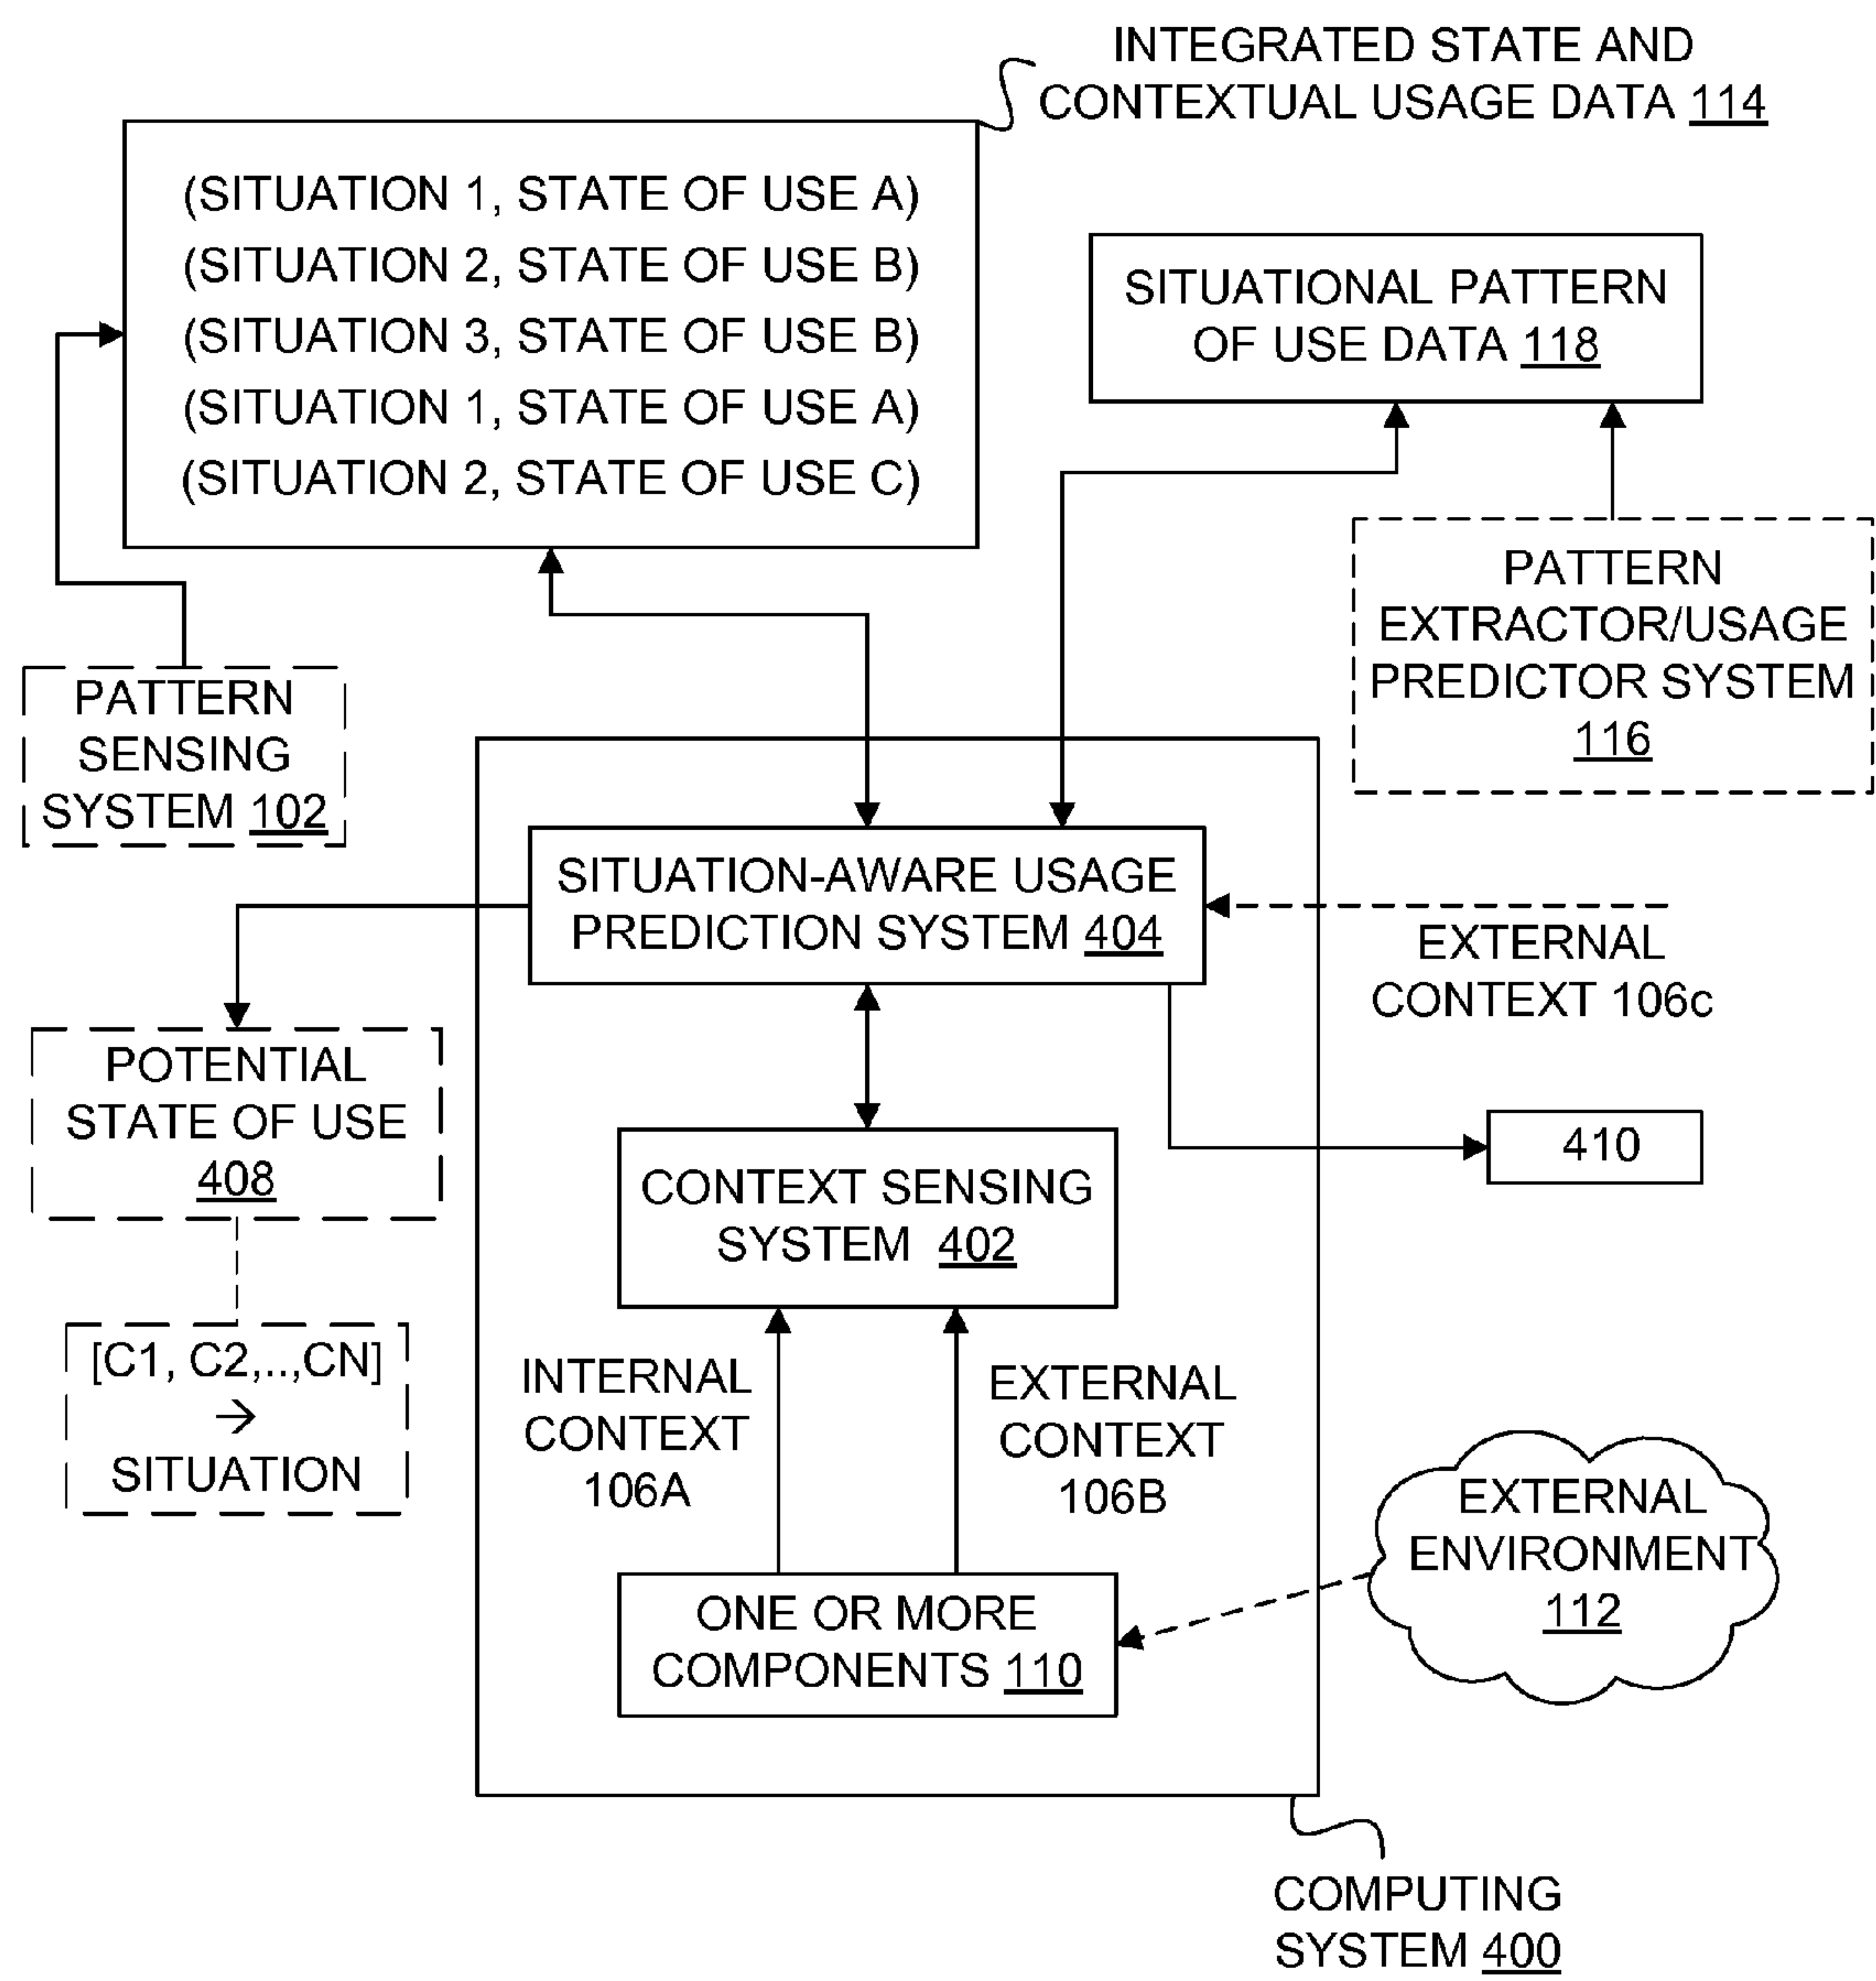 INTEGRATED STATE AND
CONTEXTUAL USAGE DATA 114
(SITUATION 1, STATE OF USE A)
(SITUATION 2, STATE OF USE B)
(SITUATION 3, STATE OF USE B)
(SITUATION 1, STATE OF USE A)
(SITUATION 2, STATE OF USE C)
SITUATIONAL PATTERN
OF USE DATA 118
PATTERN
EXTRACTOR/USAGE
PREDICTOR SYSTEM
116
PATTERN
SENSING
SYSTEM 102
SITUATION-AWARE USAGE
PREDICTION SYSTEM 404
EXTERNAL
CONTEXT 106c
POTENTIAL
STATE OF USE
408
410
CONTEXT SENSING
SYSTEM 402
[C1, C2,..,CN]
→
SITUATION
INTERNAL
CONTEXT
106A
EXTERNAL
CONTEXT
106B
EXTERNAL
ENVIRONMENT
112
ONE OR MORE
COMPONENTS 110
COMPUTING
SYSTEM 400